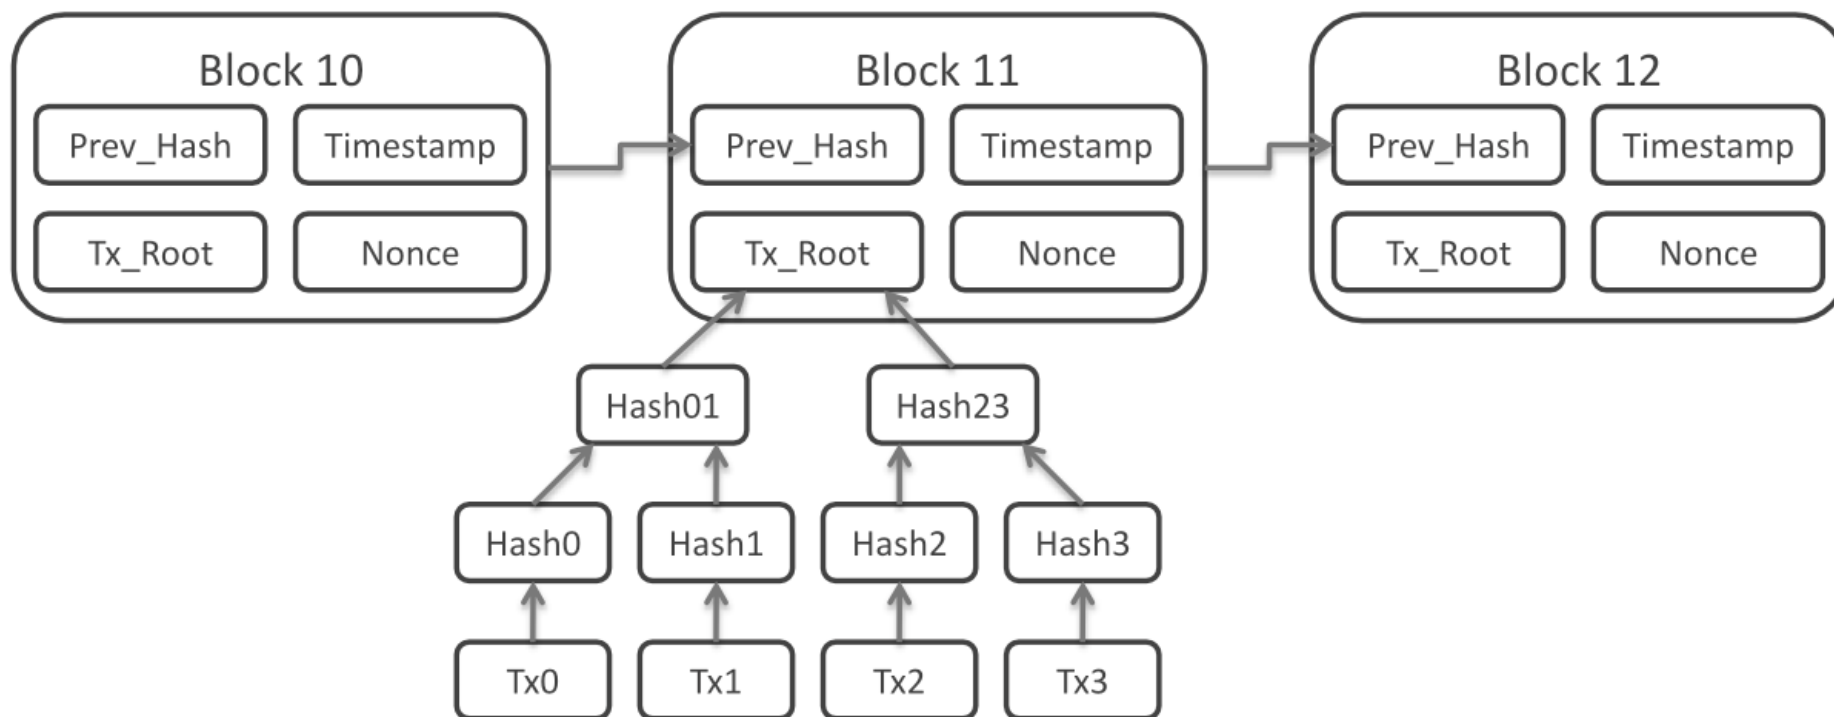 Block 10
Prev_Hash Timestamp
Tx_Root Nonce
Block 11
Prev_Hash Timestamp
Tx_Root Nonce
Block 12
Prev_Hash Timestamp
Tx_Root Nonce
Hash01 Hash23
Hash0 Hash1 Hash2 Hash3
Tx0 Tx1 Tx2 Tx3